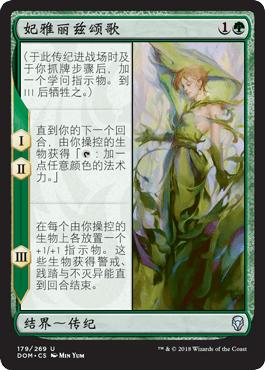 妃雅丽兹颂歌 1
(于此传纪进战场时及
于你抓牌步骤后,加
一个学问指示物。到
III 后牺牲之。)
I
II
直到你的下一个回
合,由你操控的生
物获得「:加一
点任意颜色的法术
力。」
III
在每个由你操控的
生物上各放置一个
+1/+1 指示物。这
些生物获得警戒、
践踏与不灭异能直
到回合结束。
结界~传纪
179/269 U
DOM • CS MIN YUM
™ & © 2018 Wizards of the Coast